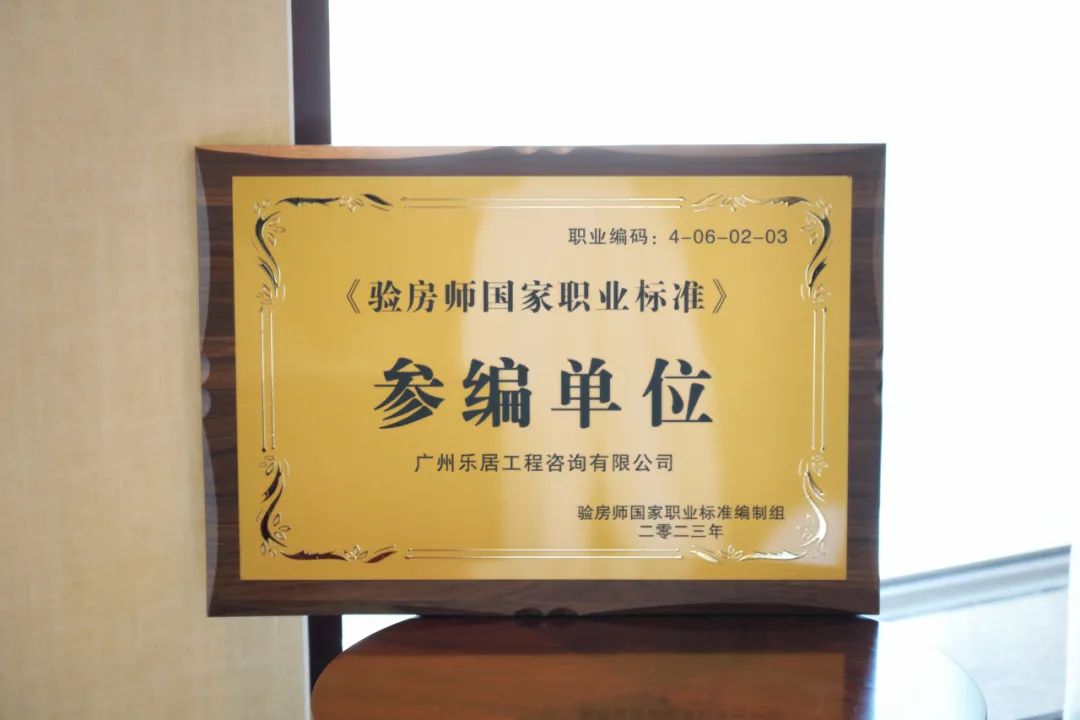 职业编码：4-06-02-03
《验房师国家职业标准》
参编单位
广州乐居工程咨询有限公司
验房师国家职业标准编制组
二零二三年